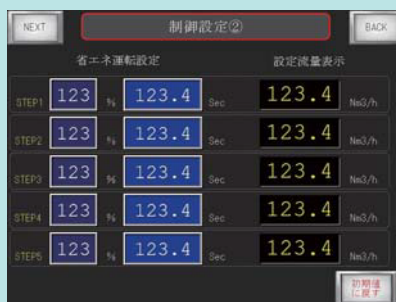 NEXT 制御設定② BACK
省エネ運転設定 設定流量表示
STEP1 123 % 123.4 Sec 123.4 Nm3/h
STEP2 123 % 123.4 Sec 123.4 Nm3/h
STEP3 123 % 123.4 Sec 123.4 Nm3/h
STEP4 123 % 123.4 Sec 123.4 Nm3/h
STEP5 123 % 123.4 Sec 123.4 Nm3/h
初期値
に戻す